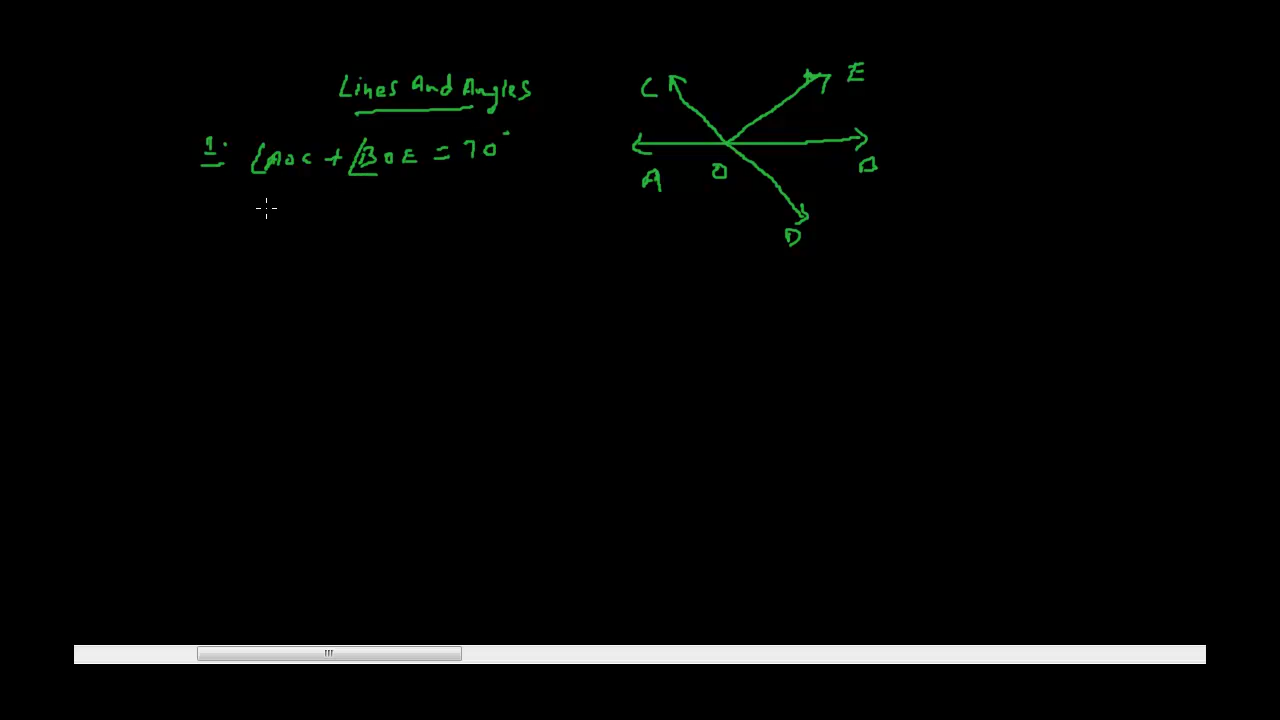 Lines And Angles
1. ∠AOC + ∠BOE = 70°
C
E
A
O
B
D